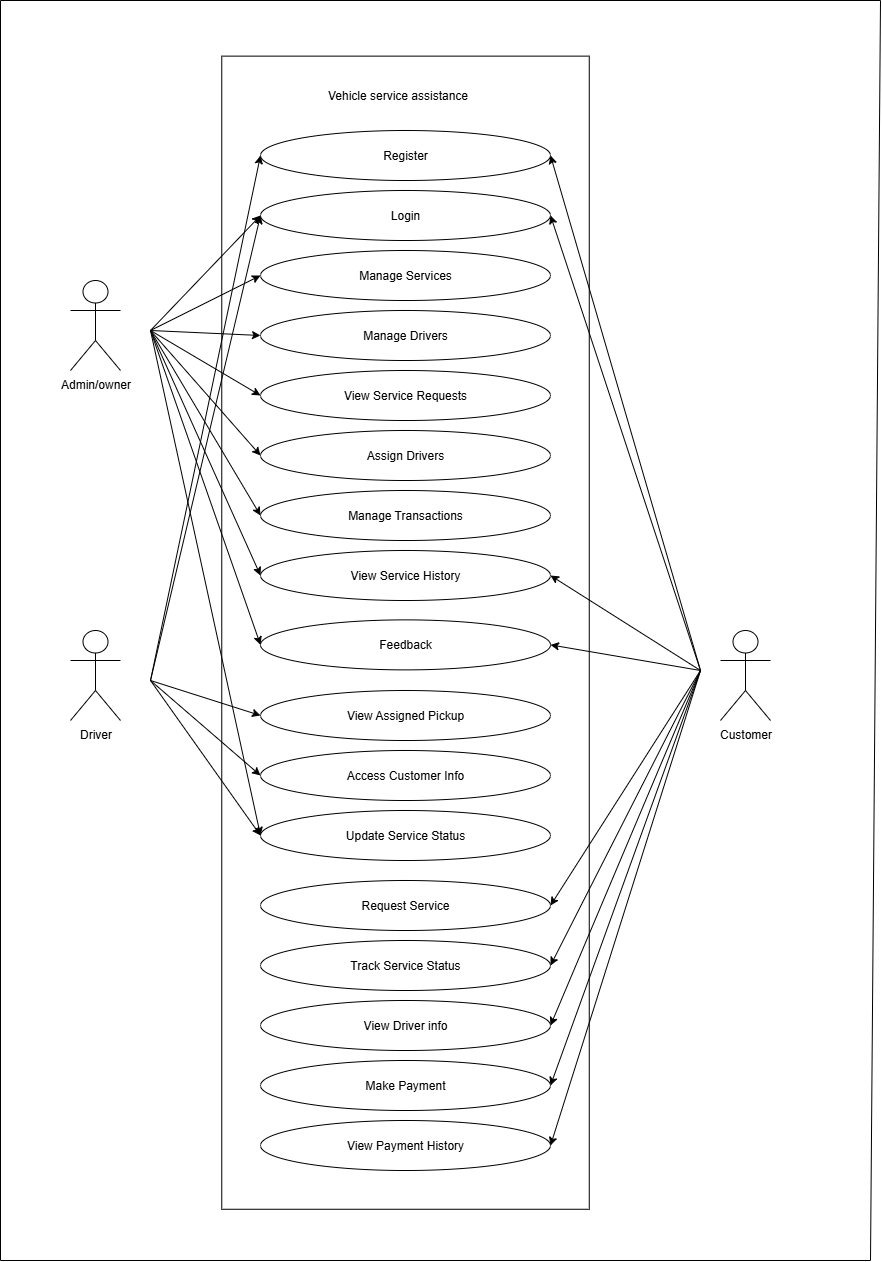 Vehicle service assistance
Register
Login
Manage Services
Manage Drivers
Admin/owner
View Service Requests
Assign Drivers
Manage Transactions
View Service History
Feedback
View Assigned Pickup
Driver
Customer
Access Customer Info
Update Service Status
Request Service
Track Service Status
View Driver info
Make Payment
View Payment History